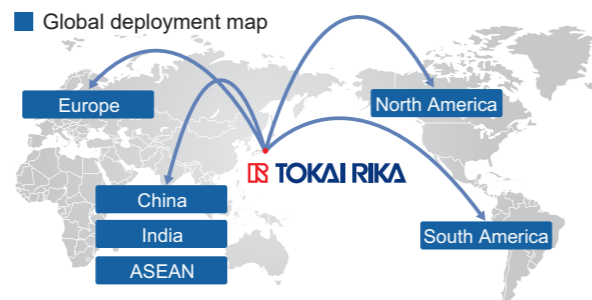 Global deployment map
Europe
North America
TOKAI RIKA
China
India
South America
ASEAN